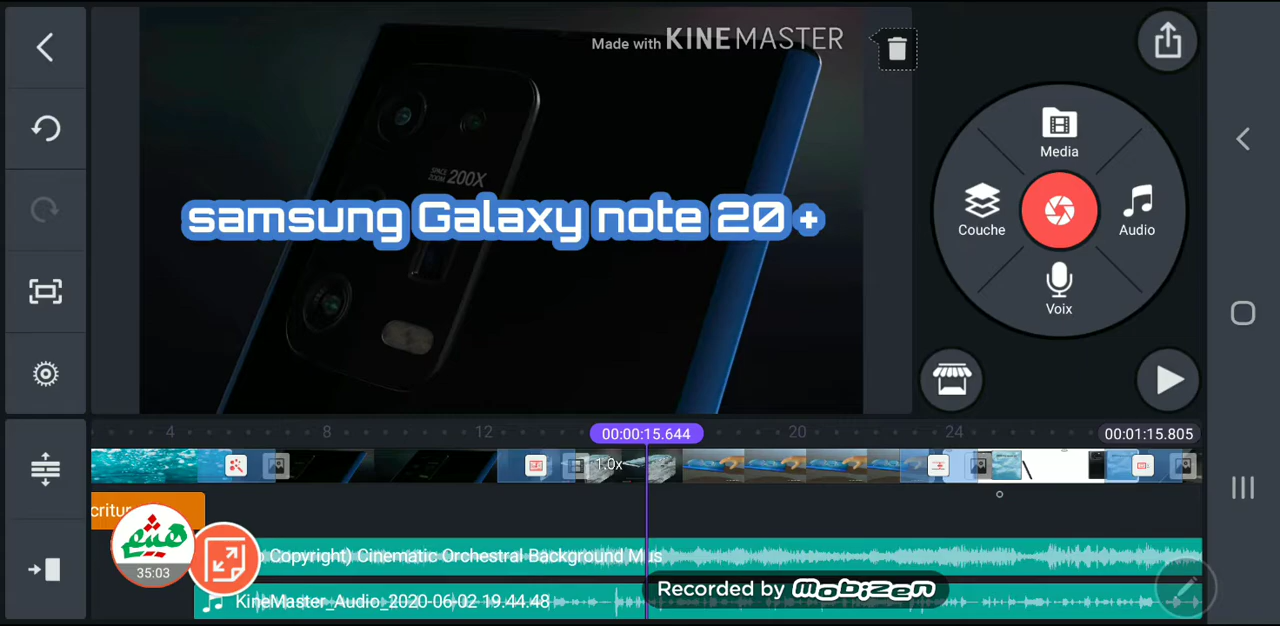 Made with KINEMASTER
SPACE ZOOM 200X
samsung Galaxy note 20 +
Media
Couche
Audio
Voix
4
8
12
00:00:15.644
20
24
00:01:15.805
1.0x
critur
هيثم
35:03
o Copyright) Cinematic Orchestral Background Mus
Recorded by mobizen
KineMaster_Audio_2020-06-02 19.44.48